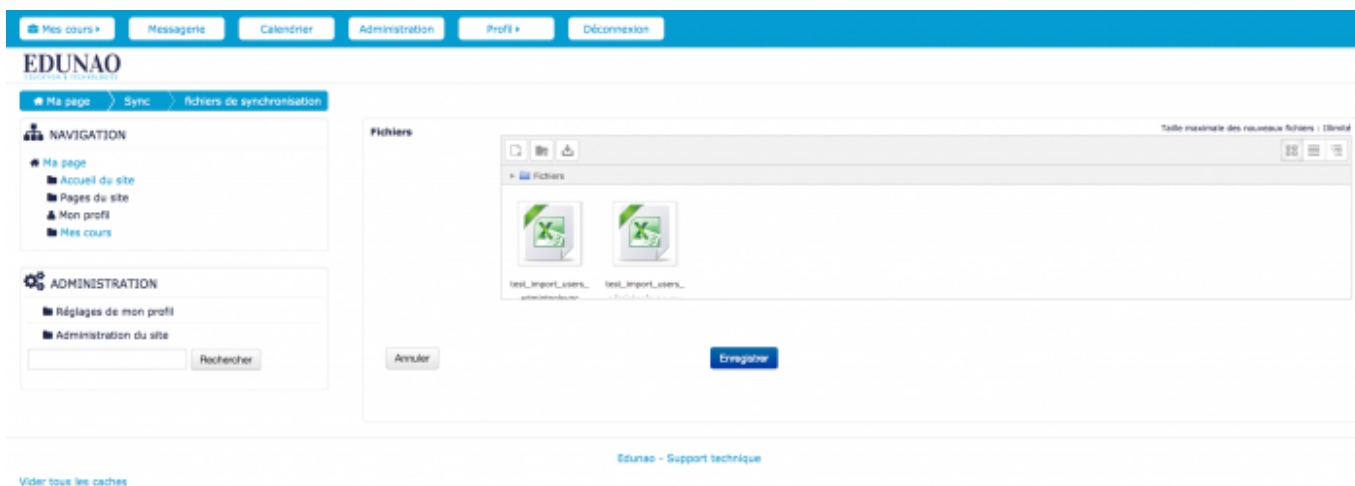 Mes cours
Messagerie
Calendrier
Administration
Profil
Déconnexion
EDUNAO
EDUCATION & TECHNOLOGIES
Ma page
Sync
fichiers de synchronisation
NAVIGATION
Ma page
Accueil du site
Pages du site
Mon profil
Mes cours
ADMINISTRATION
Réglages de mon profil
Administration du site
Rechercher
Fichiers
Taille maximale des nouveaux fichiers : Illimité
Fichiers
test_import_users_
test_import_users_
Annuler
Enregistrer
Edunao - Support technique
Vider tous les caches